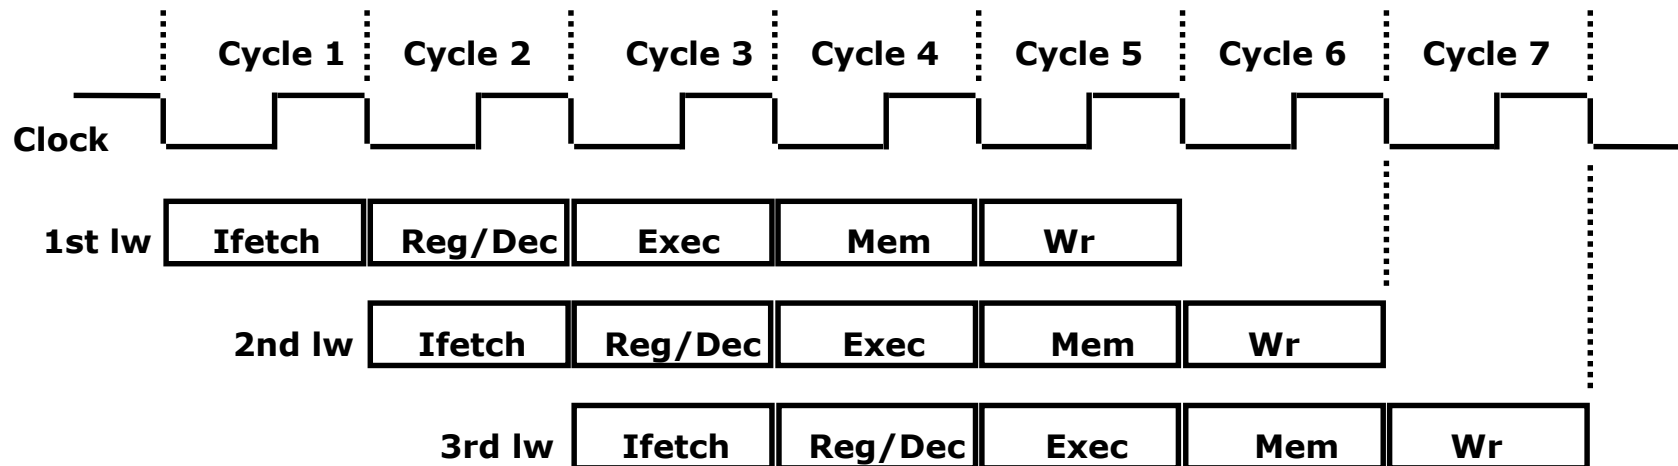 Cycle 1 Cycle 2 Cycle 3 Cycle 4 Cycle 5 Cycle 6 Cycle 7
Clock
1st lw Ifetch Reg/Dec Exec Mem Wr
2nd lw Ifetch Reg/Dec Exec Mem Wr
3rd lw Ifetch Reg/Dec Exec Mem Wr